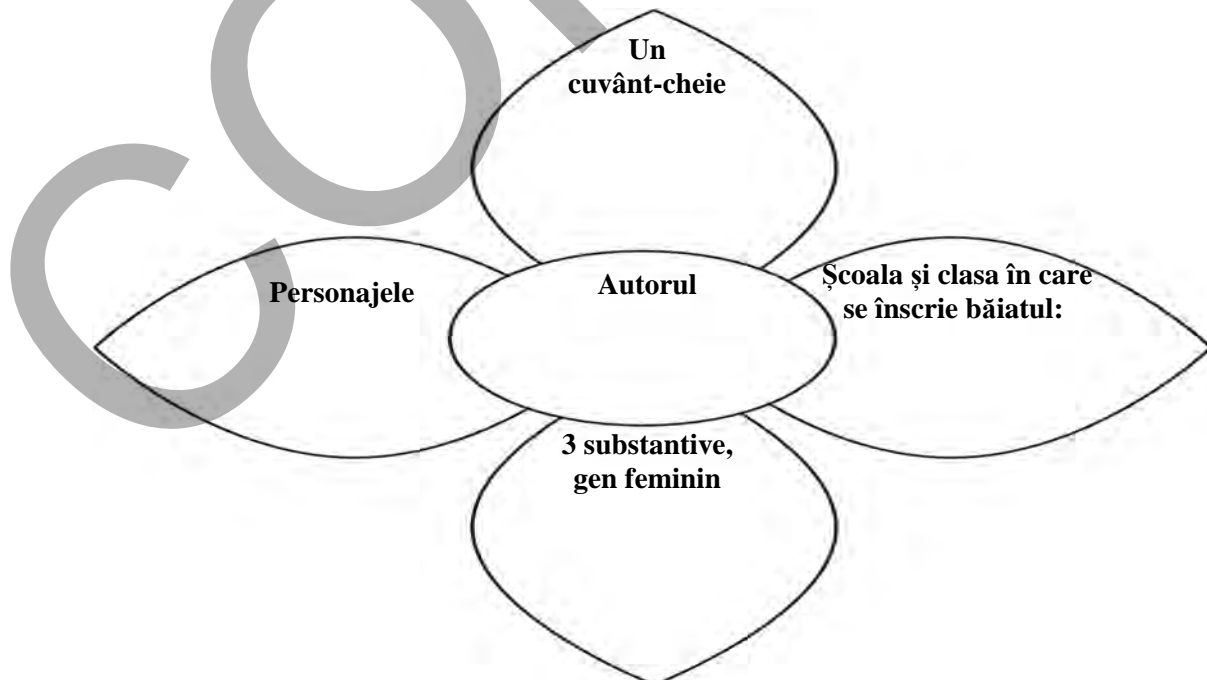 Un
cuvânt-cheie
Personajele
Autorul
Școala și clasa în care
se înscrie băiatul:
3 substantive,
gen feminin